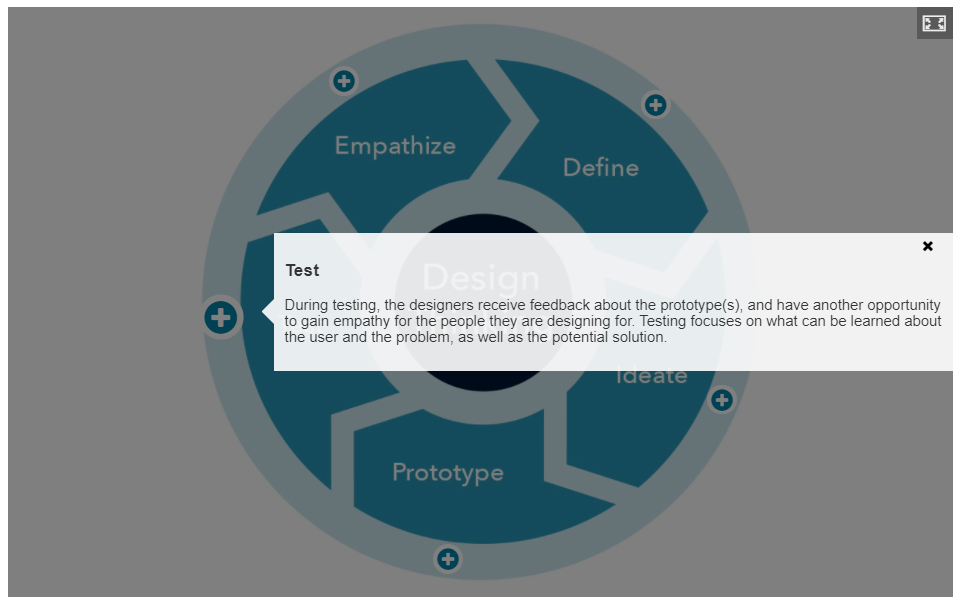 Empathize
Define
Design
Test
During testing, the designers receive feedback about the prototype(s), and have another opportunity
to gain empathy for the people they are designing for. Testing focuses on what can be learned about
the user and the problem, as well as the potential solution.
Ideate
Prototype